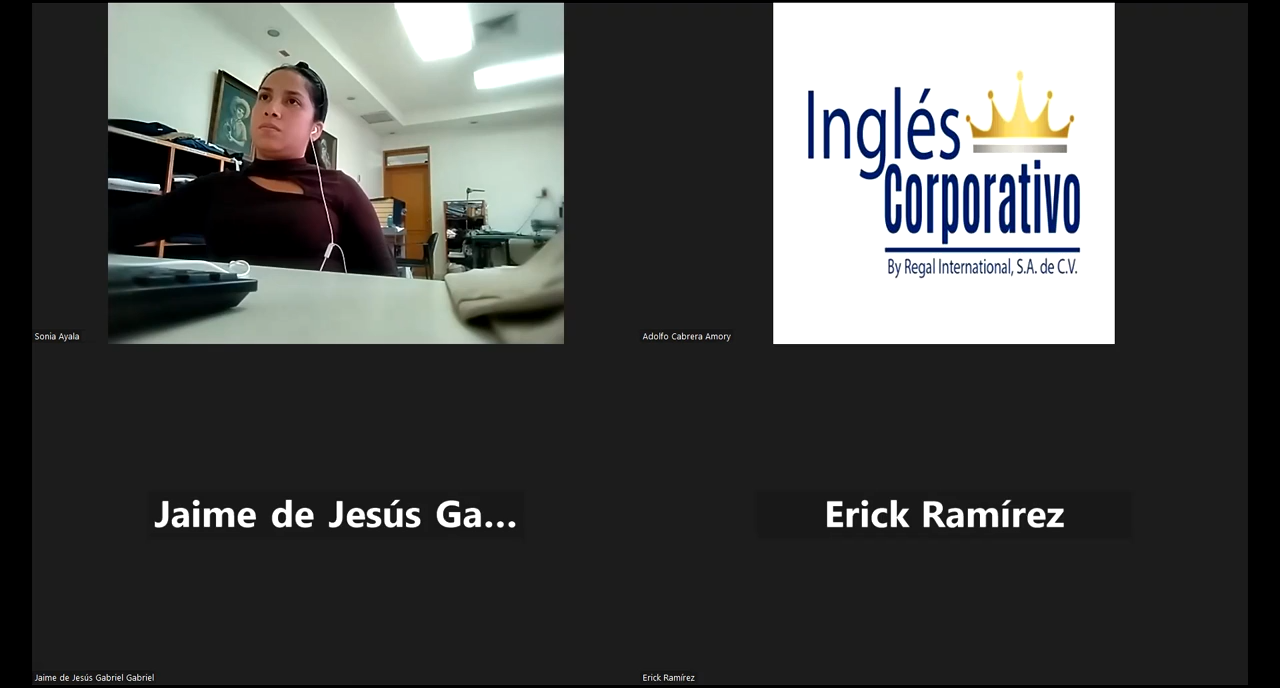 Inglés
Corporativo
By Regal International, S.A. de C.V.
Sonia Ayala
Adolfo Cabrera Amory
Jaime de Jesús Ga...
Erick Ramírez
Jaime de Jesús Gabriel Gabriel
Erick Ramírez